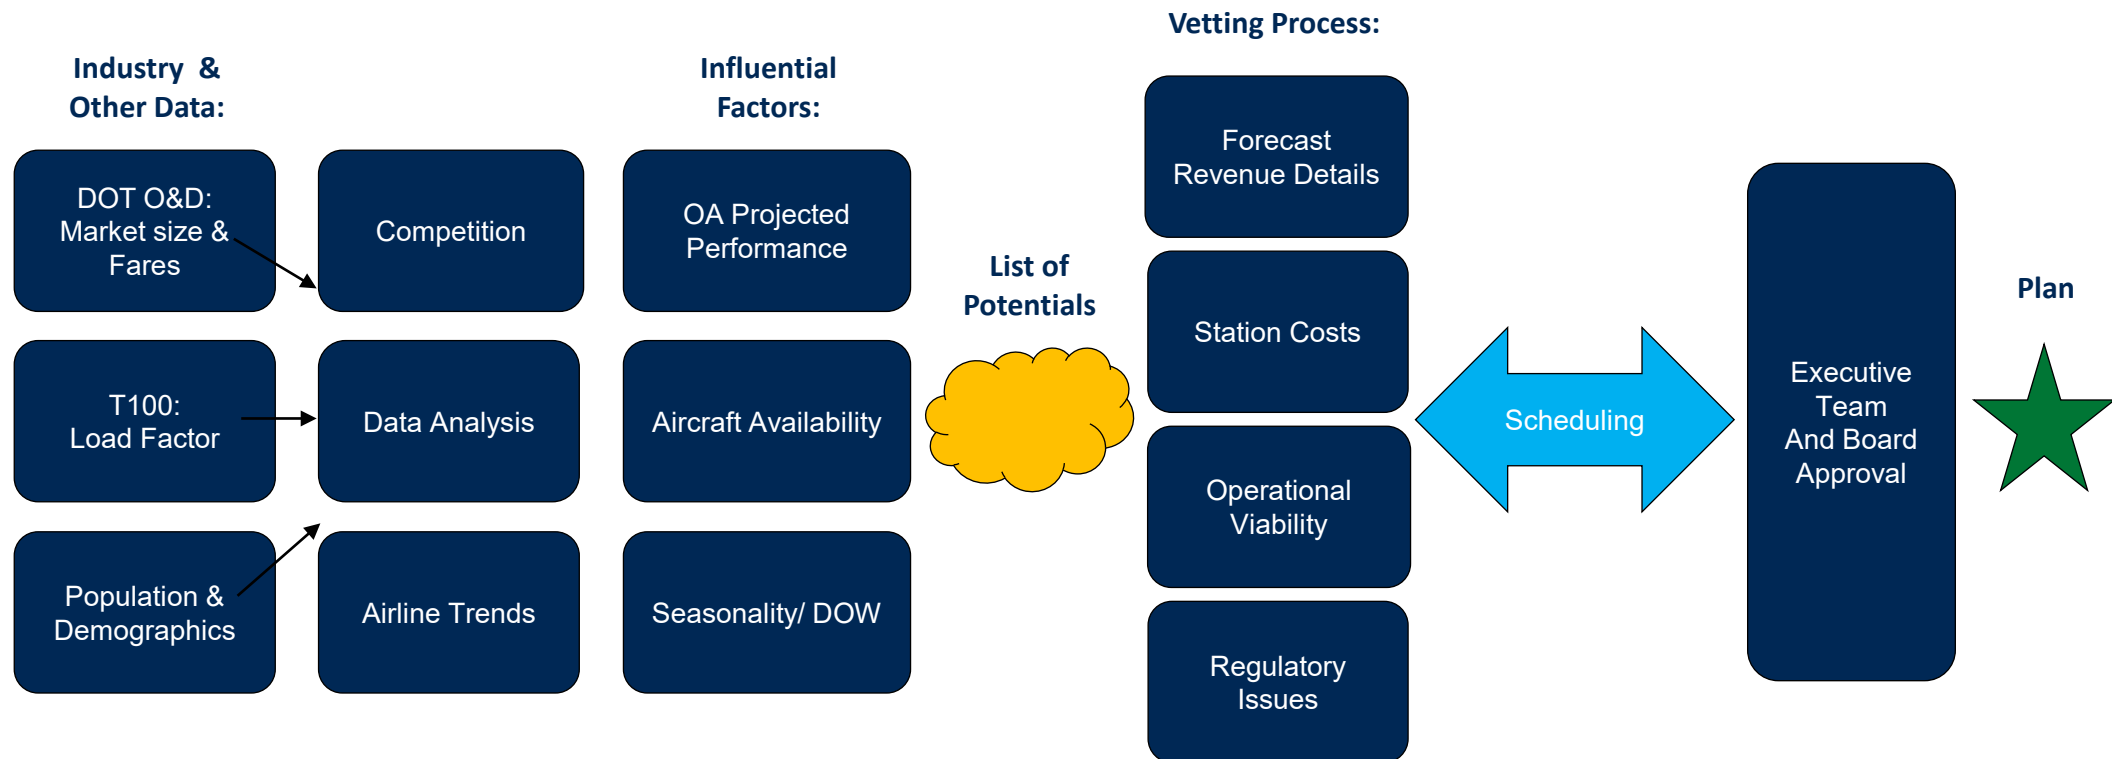 Industry &
Other Data:
DOT O&D:
Market size &
Fares
T100:
Load Factor
Population &
Demographics
Competition
Data Analysis
Airline Trends
Influential
Factors:
OA Projected
Performance
Aircraft Availability
Seasonality/ DOW
List of
Potentials
Vetting Process:
Forecast
Revenue Details
Station Costs
Operational
Viability
Regulatory
Issues
Scheduling
Executive
Team
And Board
Approval
Plan